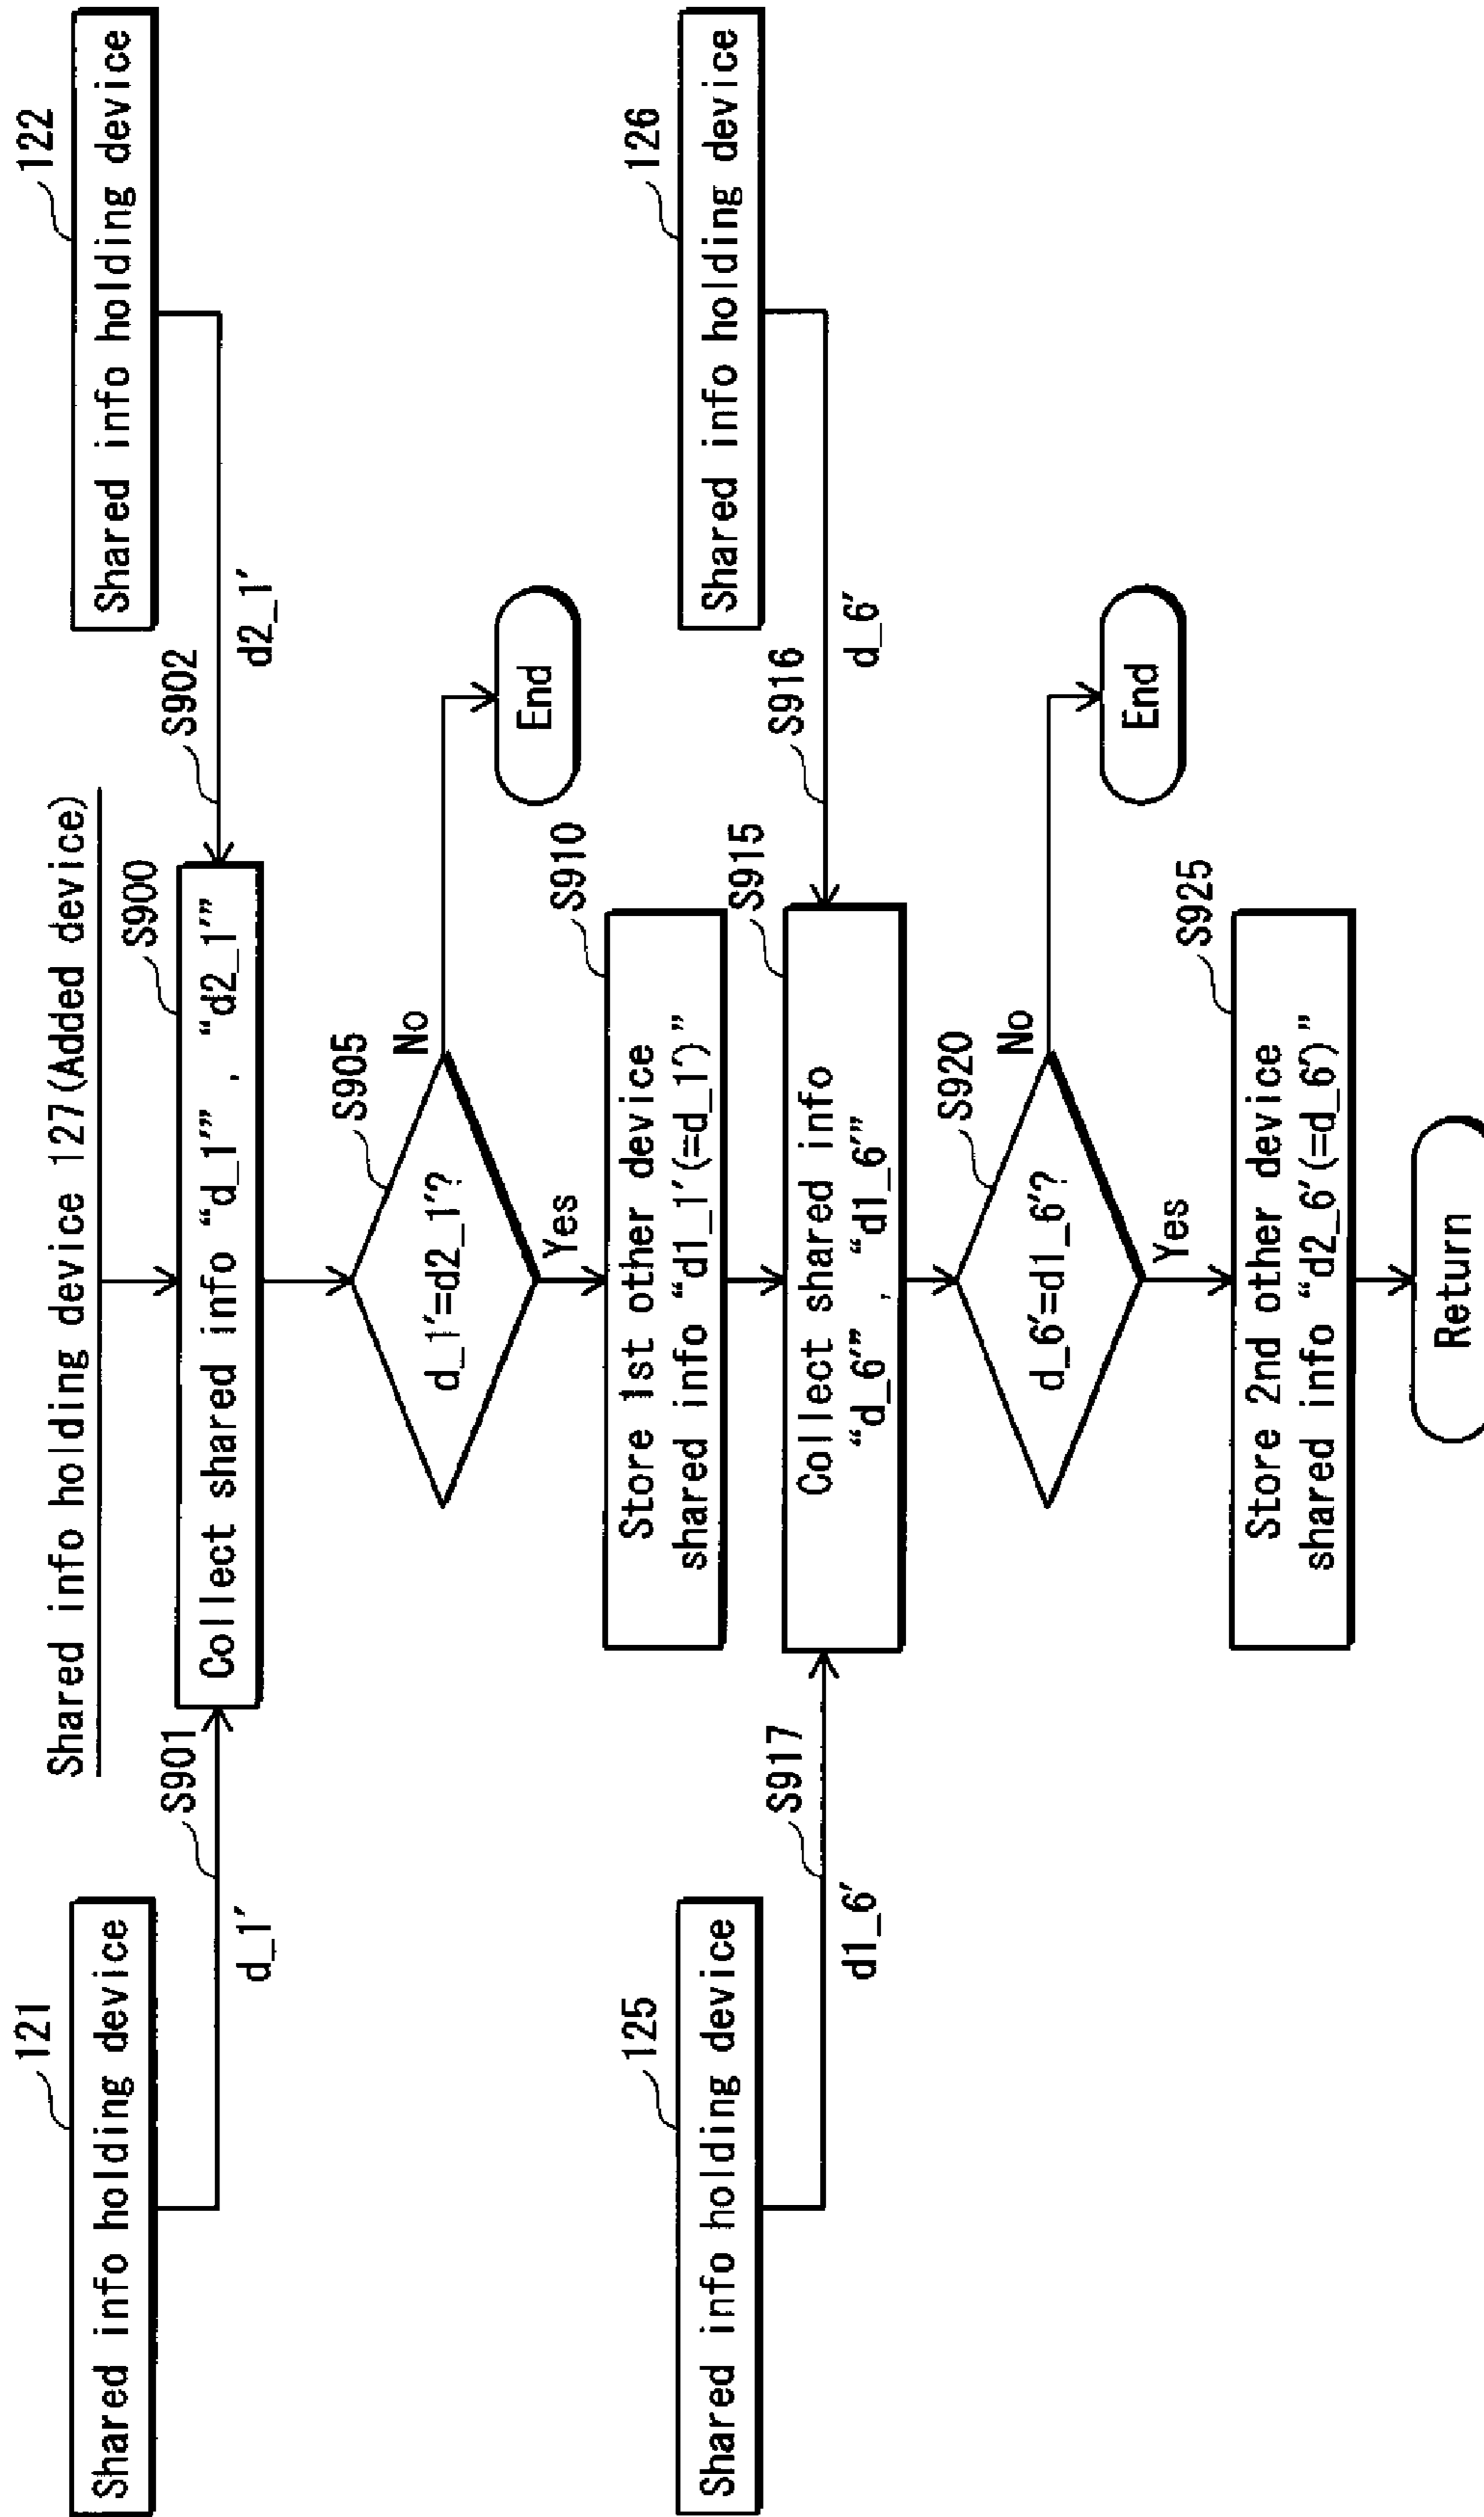 Shared info holding device 127(Added device)
121
Shared info holding device
122
Shared info holding device
S901
d_1'
S900
Collect shared info “d_1'” , “d2_1'”
S902
d2_1'
S905
d_1'=d2_1'?
No
End
Yes
S910
Store 1st other device
shared info “d1_1'(=d_1')”
125
Shared info holding device
126
Shared info holding device
S917
d1_6'
S915
Collect shared info
“d_6'” , “d1_6'”
S916
d_6'
S920
d_6'=d1_6'?
No
End
Yes
S925
Store 2nd other device
shared info “d2_6'(=d_6')”
Return